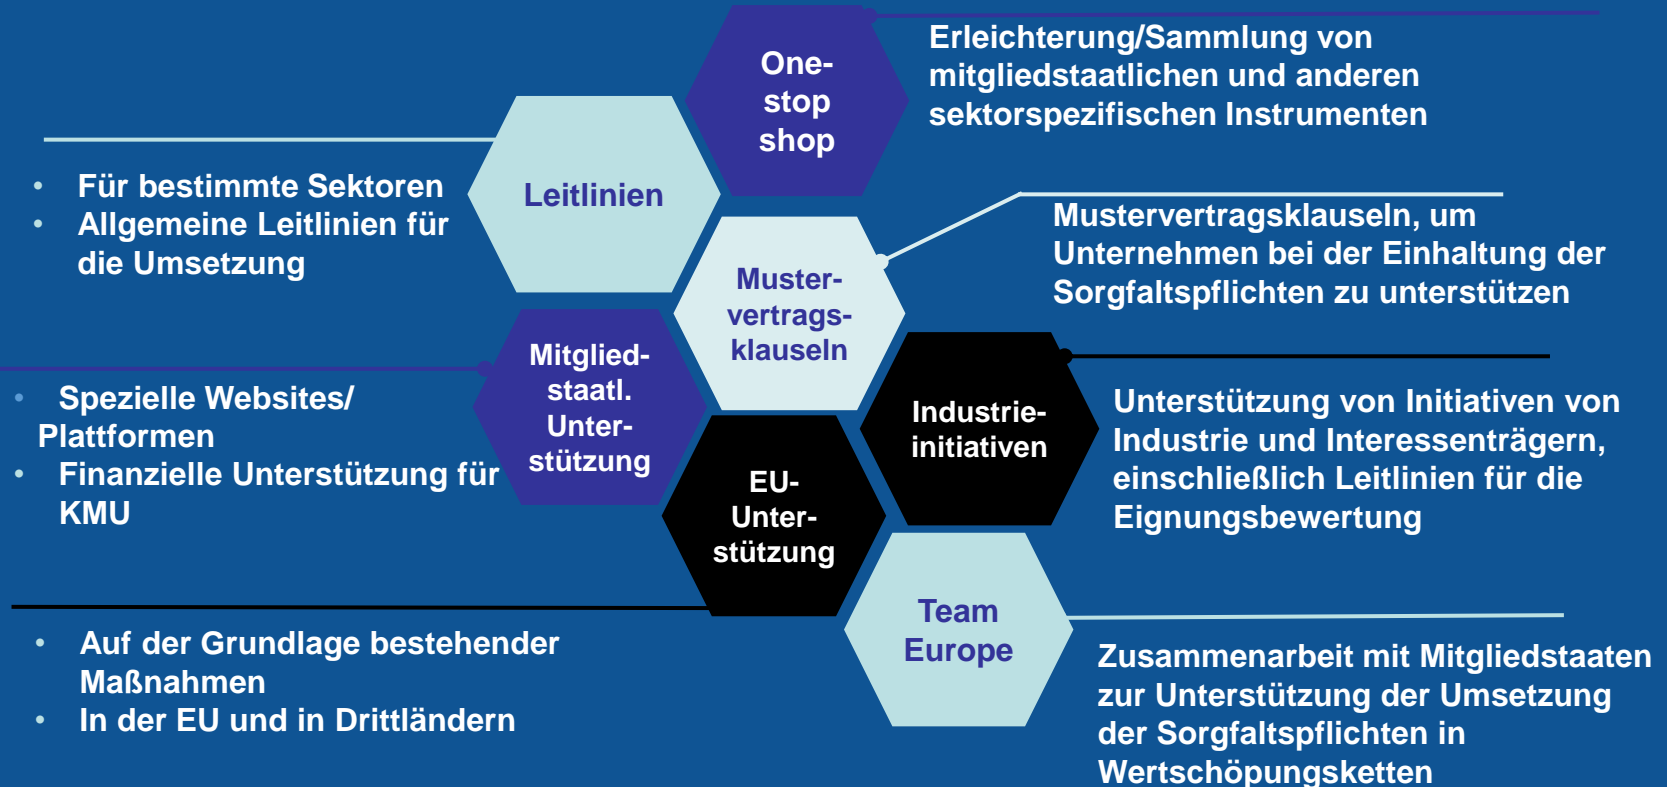 One-
stop
shop
Erleichterung/Sammlung von
mitgliedstaatlichen und anderen
sektorspezifischen Instrumenten
Leitlinien
• Für bestimmte Sektoren
• Allgemeine Leitlinien für
die Umsetzung
Muster-
vertrags-
klauseln
Mustervertragsklauseln, um
Unternehmen bei der Einhaltung der
Sorgfaltspflichten zu unterstützen
Mitglied-
staatl.
Unter-
stützung
• Spezielle Websites/
Plattformen
• Finanzielle Unterstützung für
KMU
Industrie-
initiativen
Unterstützung von Initiativen von
Industrie und Interessenträgern,
einschließlich Leitlinien für die
Eignungsbewertung
EU-
Unter-
stützung
• Auf der Grundlage bestehender
Maßnahmen
• In der EU und in Drittländern
Team
Europe
Zusammenarbeit mit Mitgliedstaaten
zur Unterstützung der Umsetzung
der Sorgfaltspflichten in
Wertschöpungsketten